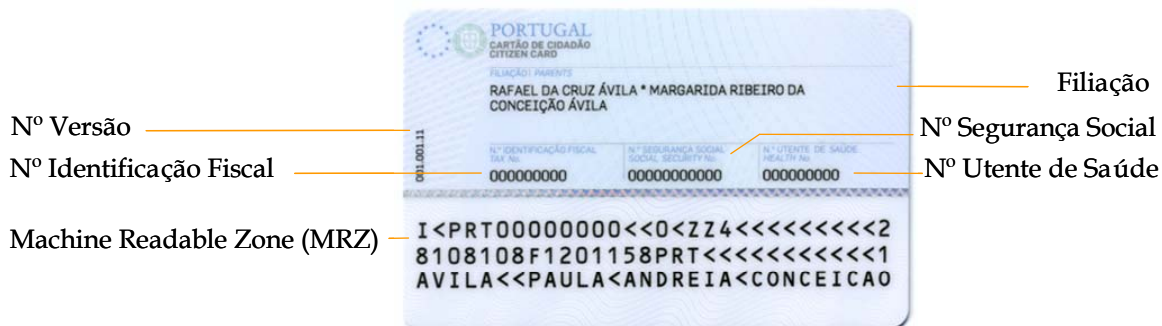 PORTUGAL
CARTÃO DE CIDADÃO
CITIZEN CARD
FILIAÇÃO | PARENTS
Filiação
RAFAEL DA CRUZ ÁVILA * MARGARIDA RIBEIRO DA
CONCEIÇÃO ÁVILA
Nº Versão
001.001.11
Nº Segurança Social
Nº Identificação Fiscal
N.º IDENTIFICAÇÃO FISCAL
TAX No.
000000000
N.º SEGURANÇA SOCIAL
SOCIAL SECURITY No.
00000000000
N.º UTENTE DE SAÚDE
HEALTH No.
000000000
Nº Utente de Saúde
Machine Readable Zone (MRZ)
I<PRT00000000<<0<ZZ4<<<<<<<<<2
8108108F1201158PRT<<<<<<<<<<<1
AVILA<<PAULA<ANDREIA<CONCEICAO